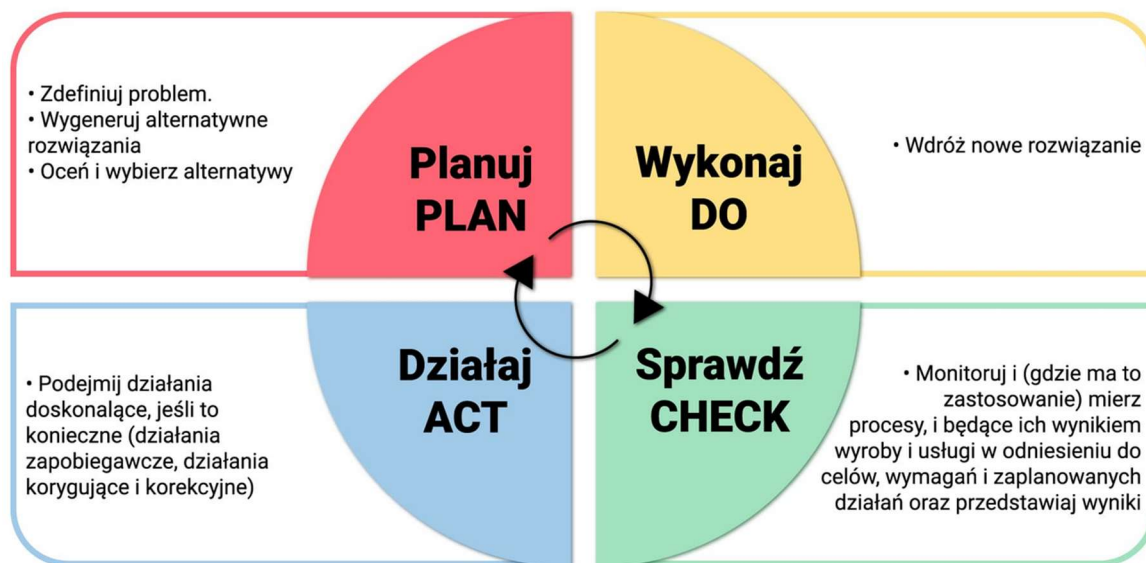 • Zdefiniuj problem.
• Wygeneruj alternatywne
rozwiązania
• Oceń i wybierz alternatywy
Planuj
PLAN
Wykonaj
DO
• Wdróż nowe rozwiązanie
• Podejmij działania
doskonalące, jeśli to
konieczne (działania
zapobiegawcze, działania
korygujące i korekcyjne)
Działaj
ACT
Sprawdź
CHECK
• Monitoruj i (gdzie ma to
zastosowanie) mierz
procesy, i będące ich wynikiem
wyroby i usługi w odniesieniu do
celów, wymagań i zaplanowanych
działań oraz przedstawiaj wyniki